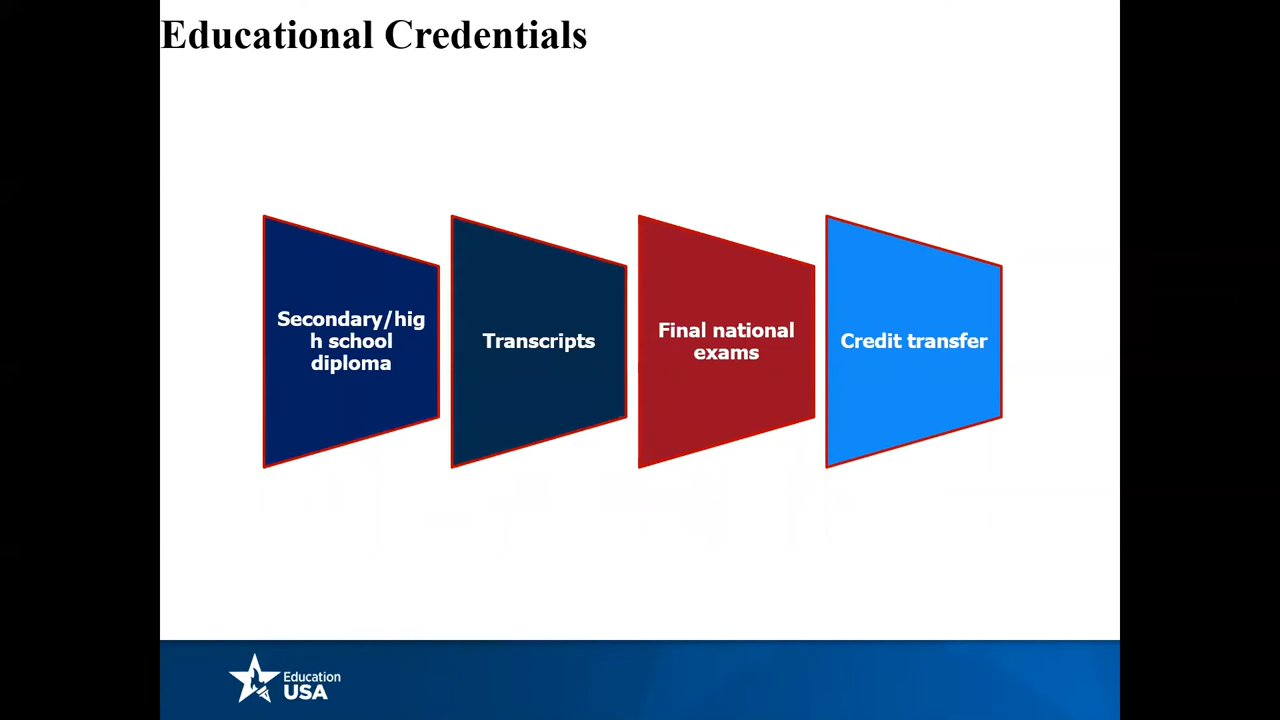 Educational Credentials
Secondary/hig
h school
diploma
Transcripts
Final national
exams
Credit transfer
Education
USA